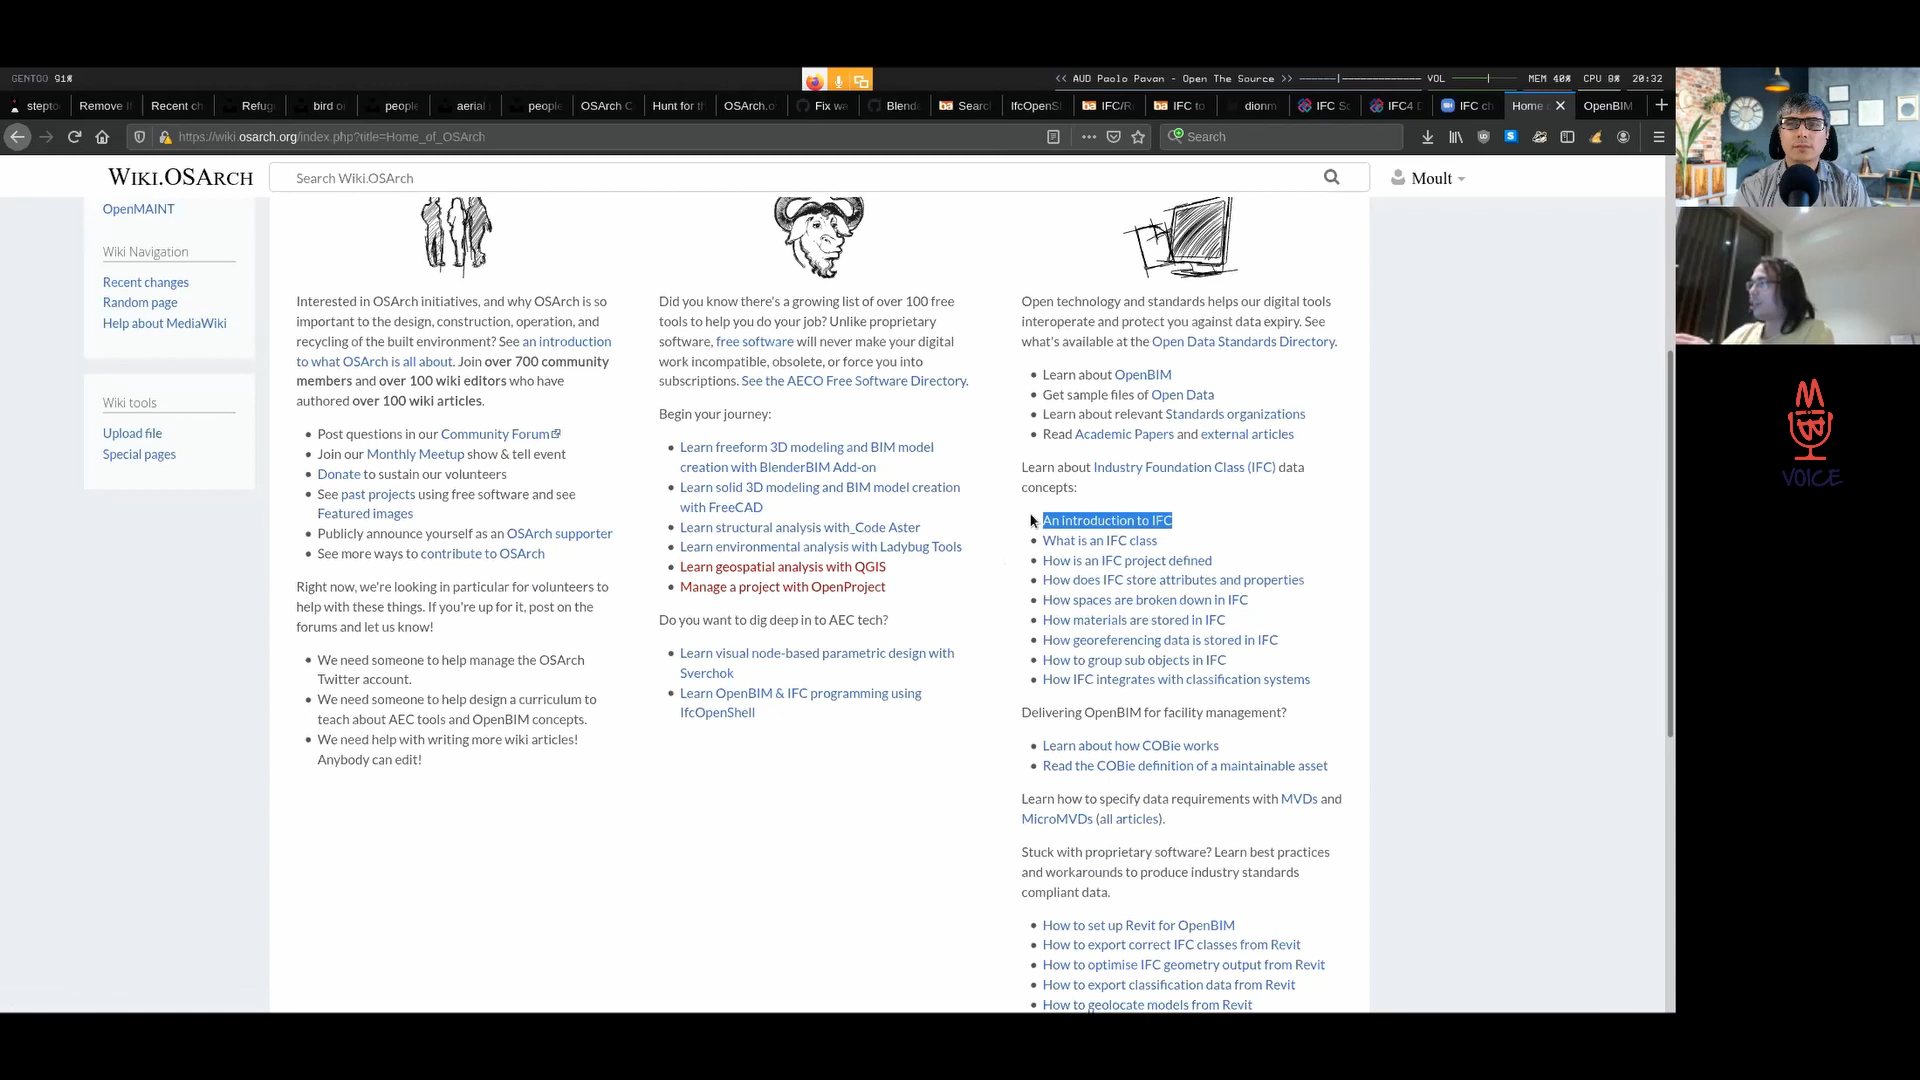 GENTOO 91%
<< AUD Paolo Pavan - Open The Source >>
VOL
MEM 40% CPU 8% 20:32
Remove
Recent ch
Refug
bird o
people
aerial
people
OSArch C
Hunt for t
OSArch.o
Fix wa
Blende
Searc
IfcOpenS
IFC/R
IFC to
dionm
IFC Sc
IFC4 D
IFC ch
Home
OpenBIM
https://wiki.osarch.org/index.php?title=Home_of_OSArch
Search
WIKI.OSARCH
Search Wiki.OSArch
Moult
OpenMAINT
Wiki Navigation
Recent changes
Random page
Help about MediaWiki
Wiki tools
Upload file
Special pages
Interested in OSArch initiatives, and why OSArch is so
important to the design, construction, operation, and
recycling of the built environment? See an introduction
to what OSArch is all about. Join over 700 community
members and over 100 wiki editors who have
authored over 100 wiki articles.
Post questions in our Community Forum
Join our Monthly Meetup show & tell event
Donate to sustain our volunteers
See past projects using free software and see
Featured images
Publicly announce yourself as an OSArch supporter
See more ways to contribute to OSArch
Right now, we're looking in particular for volunteers to
help with these things. If you're up for it, post on the
forums and let us know!
We need someone to help manage the OSArch
Twitter account.
We need someone to help design a curriculum to
teach about AEC tools and OpenBIM concepts.
We need help with writing more wiki articles!
Anybody can edit!
Did you know there's a growing list of over 100 free
tools to help you do your job? Unlike proprietary
software, free software will never make your digital
work incompatible, obsolete, or force you into
subscriptions. See the AECO Free Software Directory.
Begin your journey:
Learn freeform 3D modeling and BIM model
creation with BlenderBIM Add-on
Learn solid 3D modeling and BIM model creation
with FreeCAD
Learn structural analysis with_Code Aster
Learn environmental analysis with Ladybug Tools
Learn geospatial analysis with QGIS
Manage a project with OpenProject
Do you want to dig deep in to AEC tech?
Learn visual node-based parametric design with
Sverchok
Learn OpenBIM & IFC programming using
IfcOpenShell
Open technology and standards helps our digital tools
interoperate and protect you against data expiry. See
what's available at the Open Data Standards Directory.
Learn about OpenBIM
Get sample files of Open Data
Learn about relevant Standards organizations
Read Academic Papers and external articles
Learn about Industry Foundation Class (IFC) data
concepts:
An introduction to IFC
What is an IFC class
How is an IFC project defined
How does IFC store attributes and properties
How spaces are broken down in IFC
How materials are stored in IFC
How georeferencing data is stored in IFC
How to group sub objects in IFC
How IFC integrates with classification systems
Delivering OpenBIM for facility management?
Learn about how COBie works
Read the COBie definition of a maintainable asset
Learn how to specify data requirements with MVDs and
MicroMVDs (all articles).
Stuck with proprietary software? Learn best practices
and workarounds to produce industry standards
compliant data.
How to set up Revit for OpenBIM
How to export correct IFC classes from Revit
How to optimise IFC geometry output from Revit
How to export classification data from Revit
How to geolocate models from Revit
VOICE